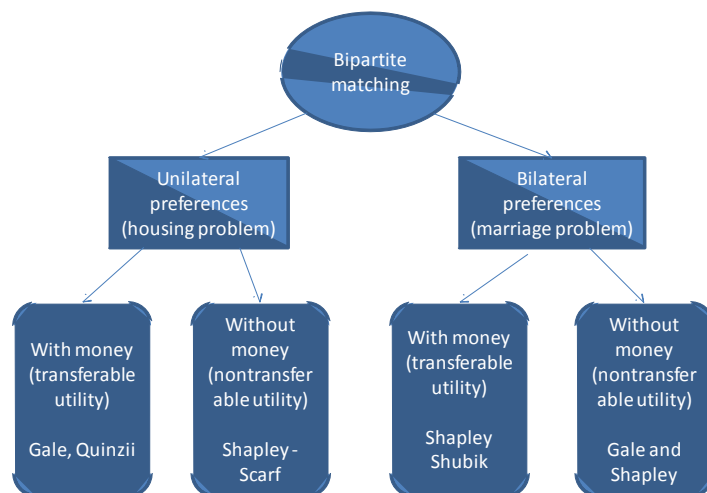 Bipartite
matching
Unilateral
preferences
(housing problem)
Bilateral
preferences
(marriage problem)
With money
(transferable
utility)
Gale, Quinzii
Without
money
(nontransfer
able utility)
Shapley -
Scarf
With money
(transferable
utility)
Shapley
Shubik
Without
money
(nontransfer
able utility)
Gale and
Shapley